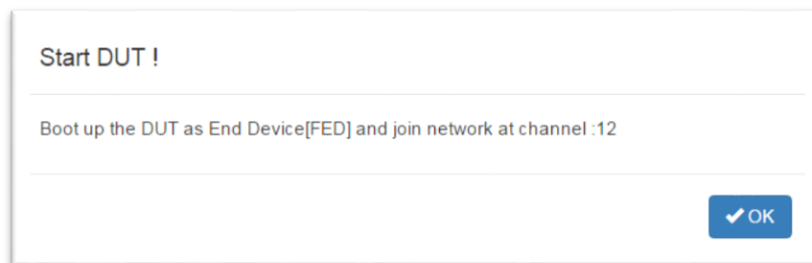 Start DUT !
Boot up the DUT as End Device[FED] and join network at channel :12
OK